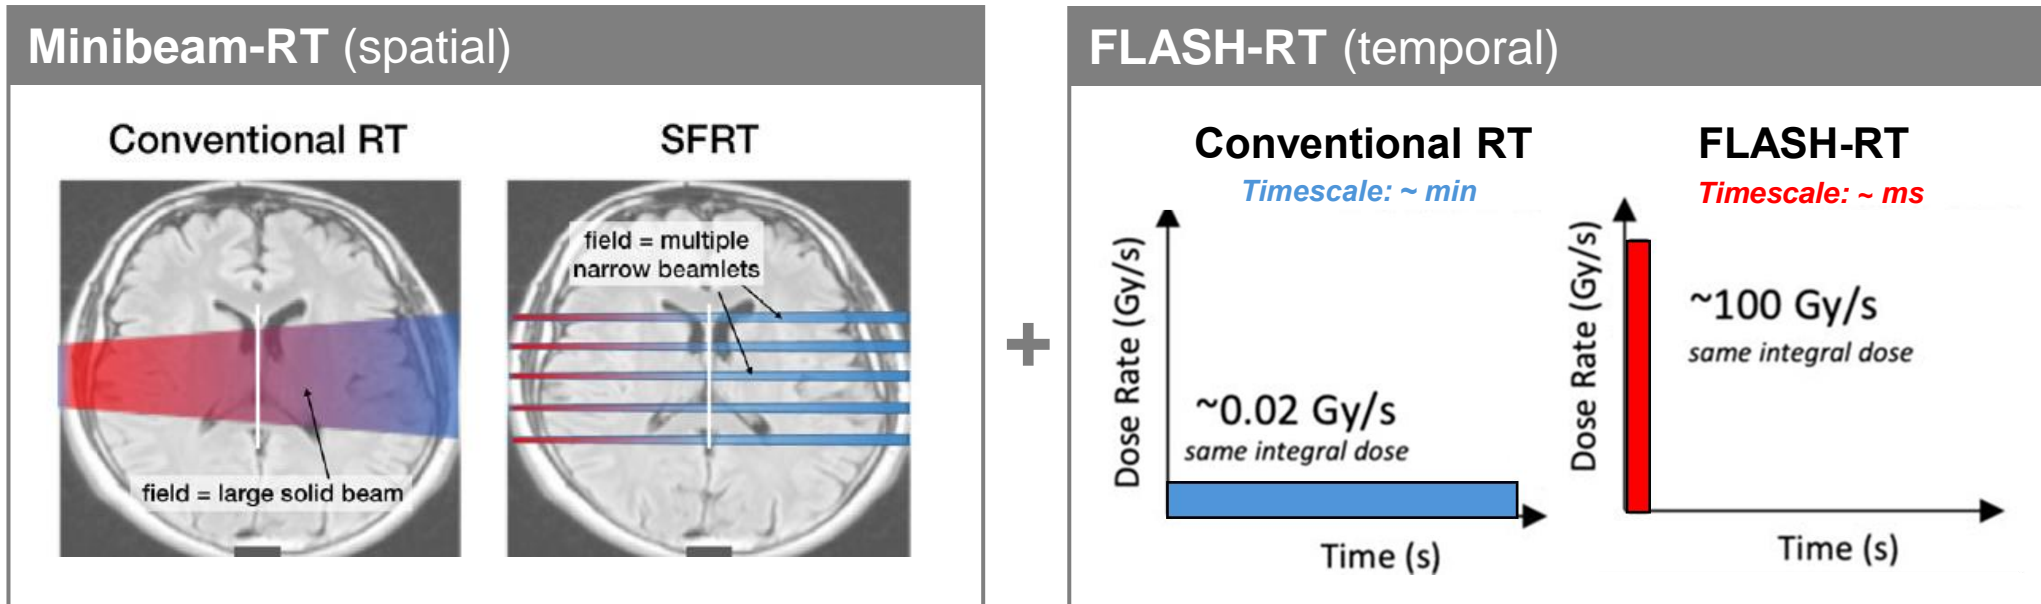 Minibeam-RT (spatial)
Conventional RT
SFRT
field = multiple
narrow beamlets
field = large solid beam
+
FLASH-RT (temporal)
Conventional RT
Timescale: ~ min
Dose Rate (Gy/s)
~0.02 Gy/s
same integral dose
Time (s)
FLASH-RT
Timescale: ~ ms
Dose Rate (Gy/s)
~100 Gy/s
same integral dose
Time (s)